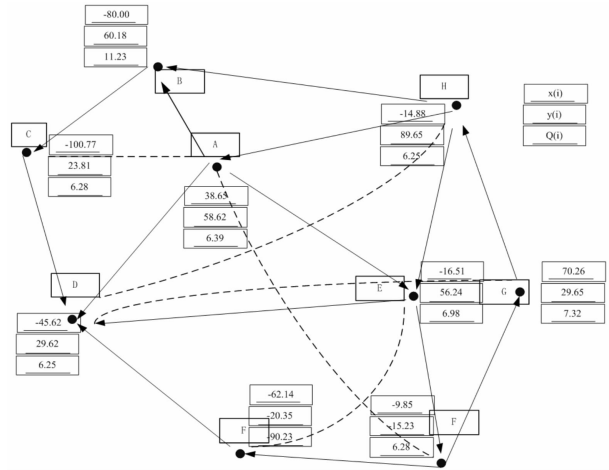 -80.00
60.18
11.23
B
H
x(i)
y(i)
Q(i)
-14.88
89.65
6.25
C
-100.77
23.81
6.28
A
38.65
58.62
6.39
D
-45.62
29.62
6.25
E
-16.51
56.24
6.98
G
70.26
29.65
7.32
-62.14
-20.35
-90.23
F
-9.85
-15.23
6.28
F